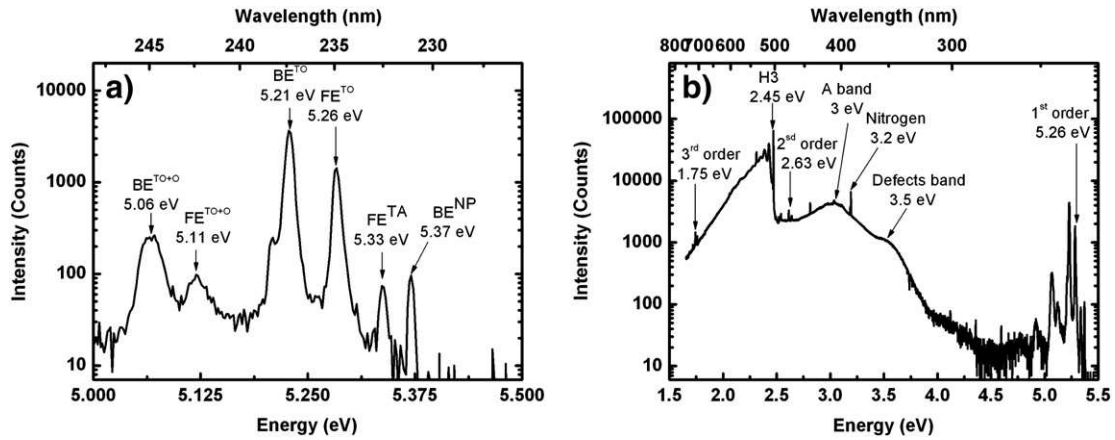 Wavelength (nm)
245 240 235 230
a)
BE^TO
5.21 eV
FE^TO
5.26 eV
BE^TO+O
5.06 eV
FE^TO+O
5.11 eV
FE^TA
5.33 eV
BE^NP
5.37 eV
10000
1000
100
10
Intensity (Counts)
5.000 5.125 5.250 5.375 5.500
Energy (eV)
Wavelength (nm)
800 700 600 500 400 300
b)
H3
2.45 eV
A band
3 eV
Nitrogen
3.2 eV
1st order
5.26 eV
3rd order
1.75 eV
2sd order
2.63 eV
Defects band
3.5 eV
100000
10000
1000
100
10
Intensity (Counts)
1.5 2.0 2.5 3.0 3.5 4.0 4.5 5.0 5.5
Energy (eV)